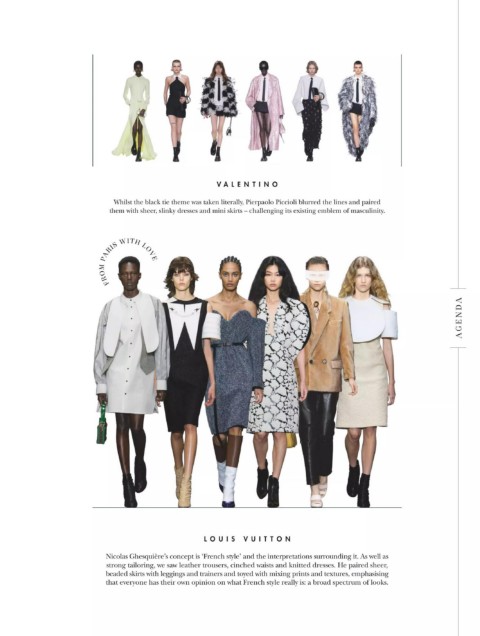 VALENTINO
Whilst the black tie theme was taken literally, Pierpaolo Piccioli blurred the lines and paired
them with sheer, slinky dresses and mini skirts – challenging its existing emblem of masculinity.
FROM PARIS WITH LOVE
AGENDA
LOUIS VUITTON
Nicolas Ghesquière's concept is 'French style' and the interpretations surrounding it. As well as
strong tailoring, we saw leather trousers, cinched waists and knitted dresses. He paired sheer,
beaded skirts with leggings and trainers and toyed with mixing prints and textures, emphasising
that everyone has their own opinion on what French style really is: a broad spectrum of looks.